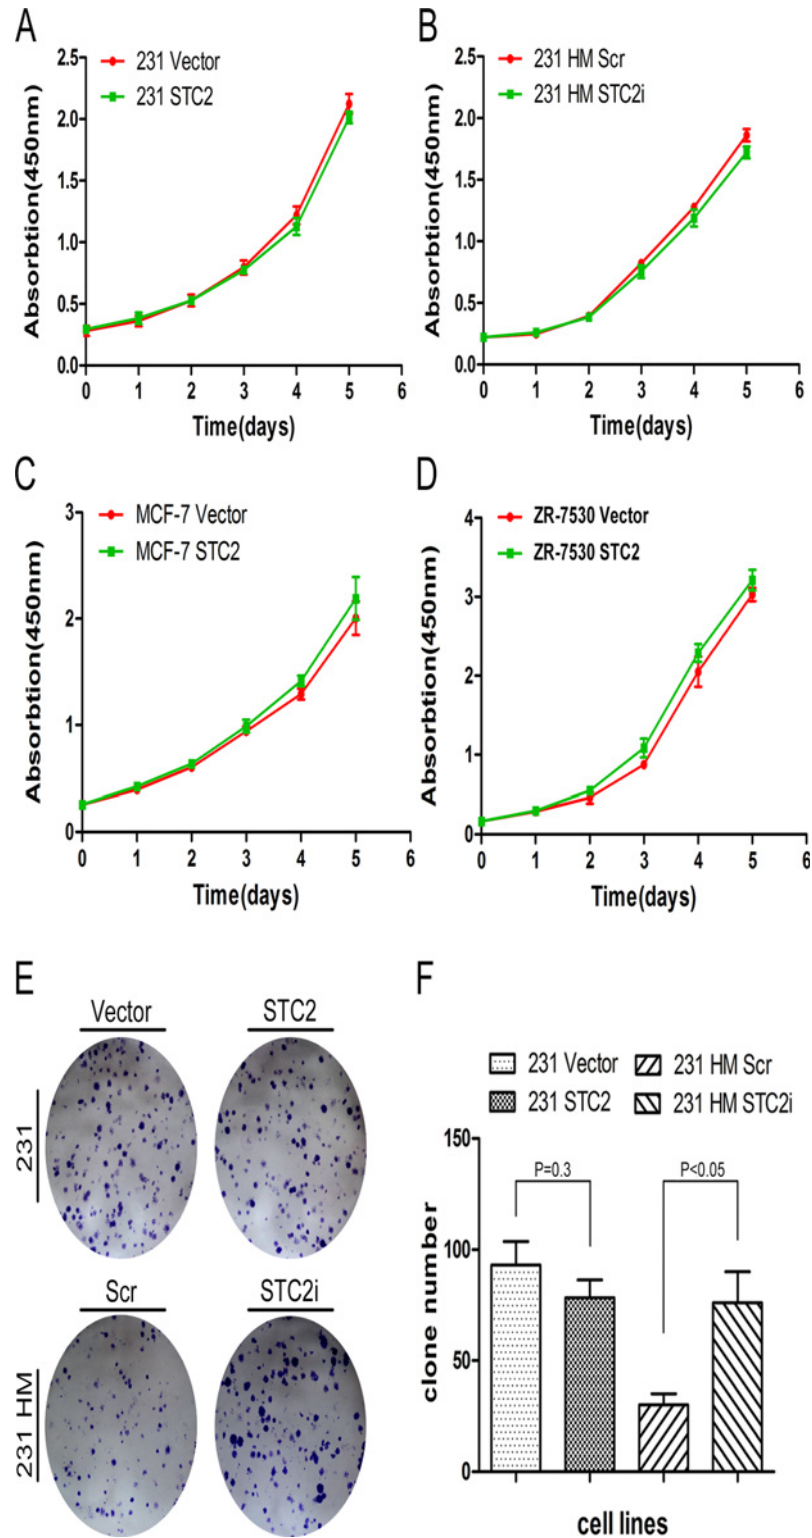 A
231 Vector
231 STC2
2.5
2.0
1.5
1.0
0.5
0.0
Absorbtion(450nm)
0 1 2 3 4 5 6
Time(days)
B
231 HM Scr
231 HM STC2i
2.5
2.0
1.5
1.0
0.5
0.0
Absorbtion(450nm)
0 1 2 3 4 5 6
Time(days)
C
MCF-7 Vector
MCF-7 STC2
3
2
1
0
Absorbtion(450nm)
0 1 2 3 4 5 6
Time(days)
D
ZR-7530 Vector
ZR-7530 STC2
4
3
2
1
0
Absorbtion(450nm)
0 1 2 3 4 5 6
Time(days)
E
Vector STC2
231
Scr STC2i
231 HM
F
231 Vector 231 HM Scr
231 STC2 231 HM STC2i
150
100
50
0
clone number
P=0.3 P<0.05
cell lines